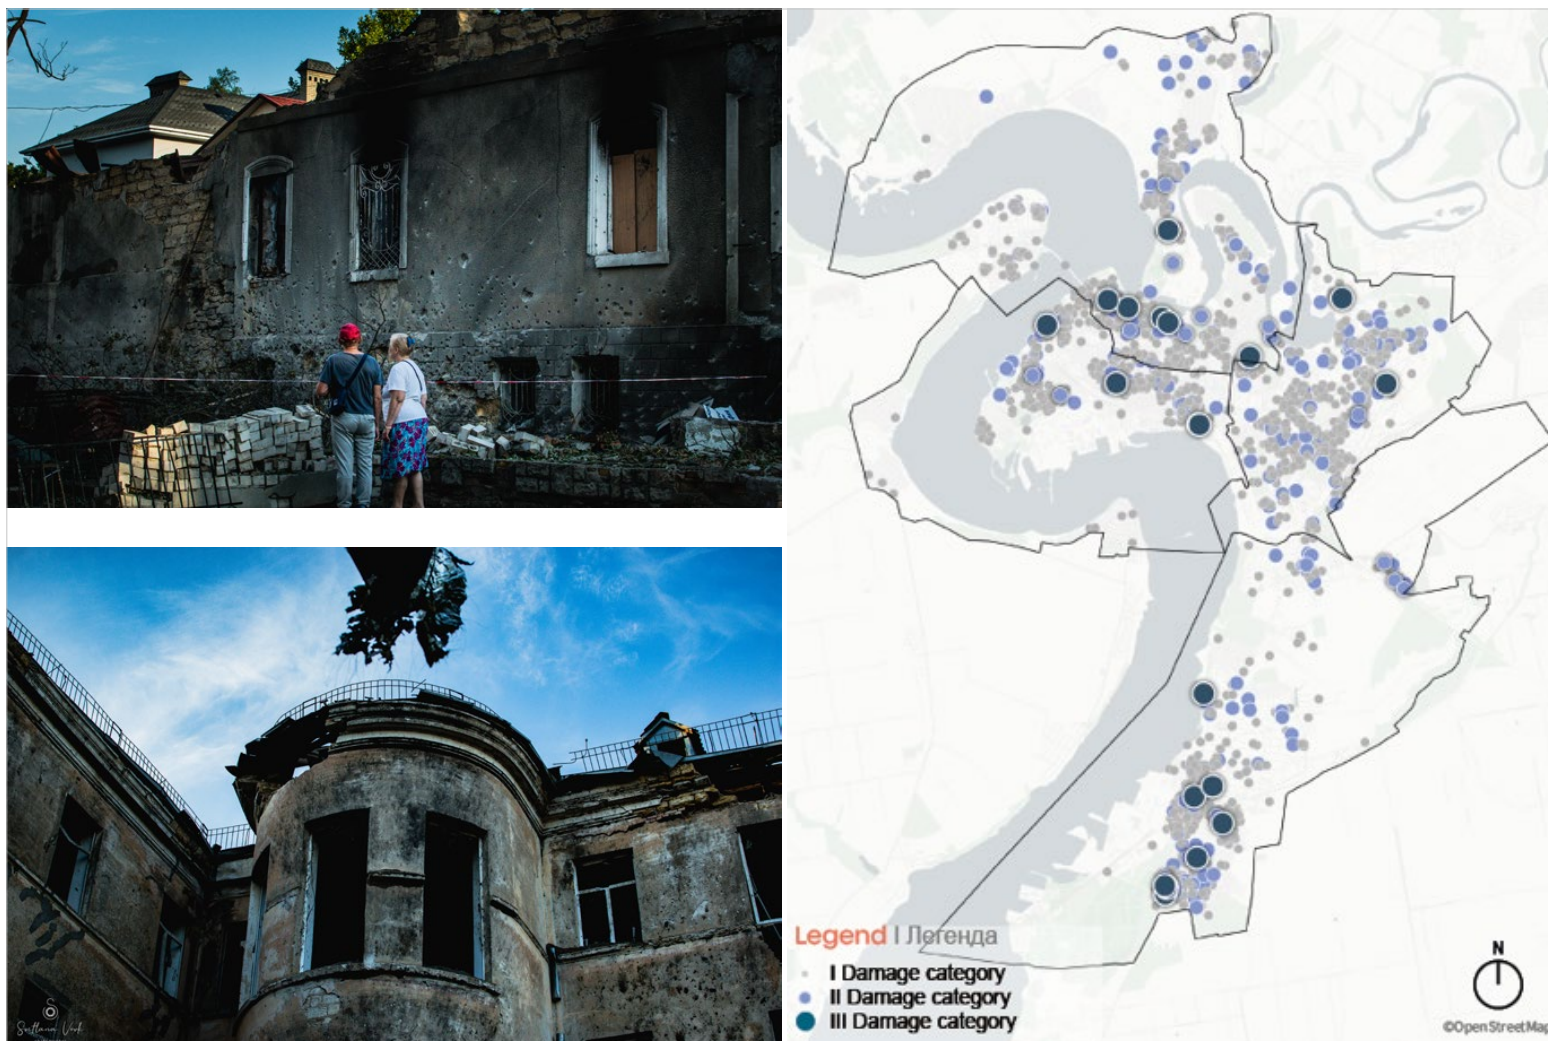 Legend | Легенда
I Damage category
II Damage category
III Damage category
N
©OpenStreetMap